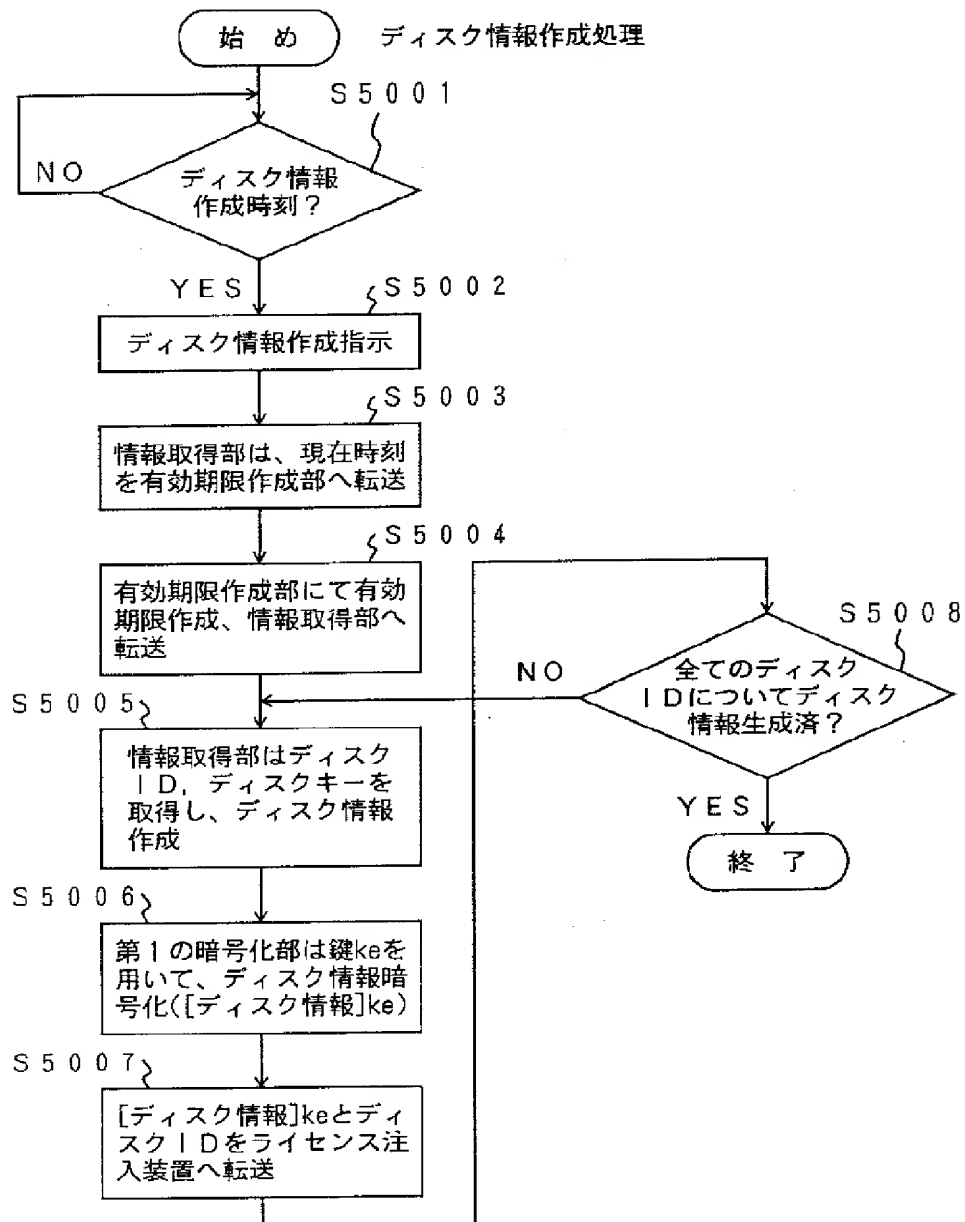 始め
ディスク情報作成処理
S5001
NO
ディスク情報
作成時刻?
YES
S5002
ディスク情報作成指示
S5003
情報取得部は、現在時刻
を有効期限作成部へ転送
S5004
有効期限作成部にて有効
期限作成、情報取得部へ
転送
S5005
情報取得部はディスク
ID,ディスクキーを
取得し、ディスク情報
作成
S5006
第1の暗号化部は鍵keを
用いて、ディスク情報暗
号化([ディスク情報]ke)
S5007
[ディスク情報]keとディ
スクIDをライセンス注
入装置へ転送
S5008
全てのディスク
IDについてディスク
情報生成済?
NO
YES
終了